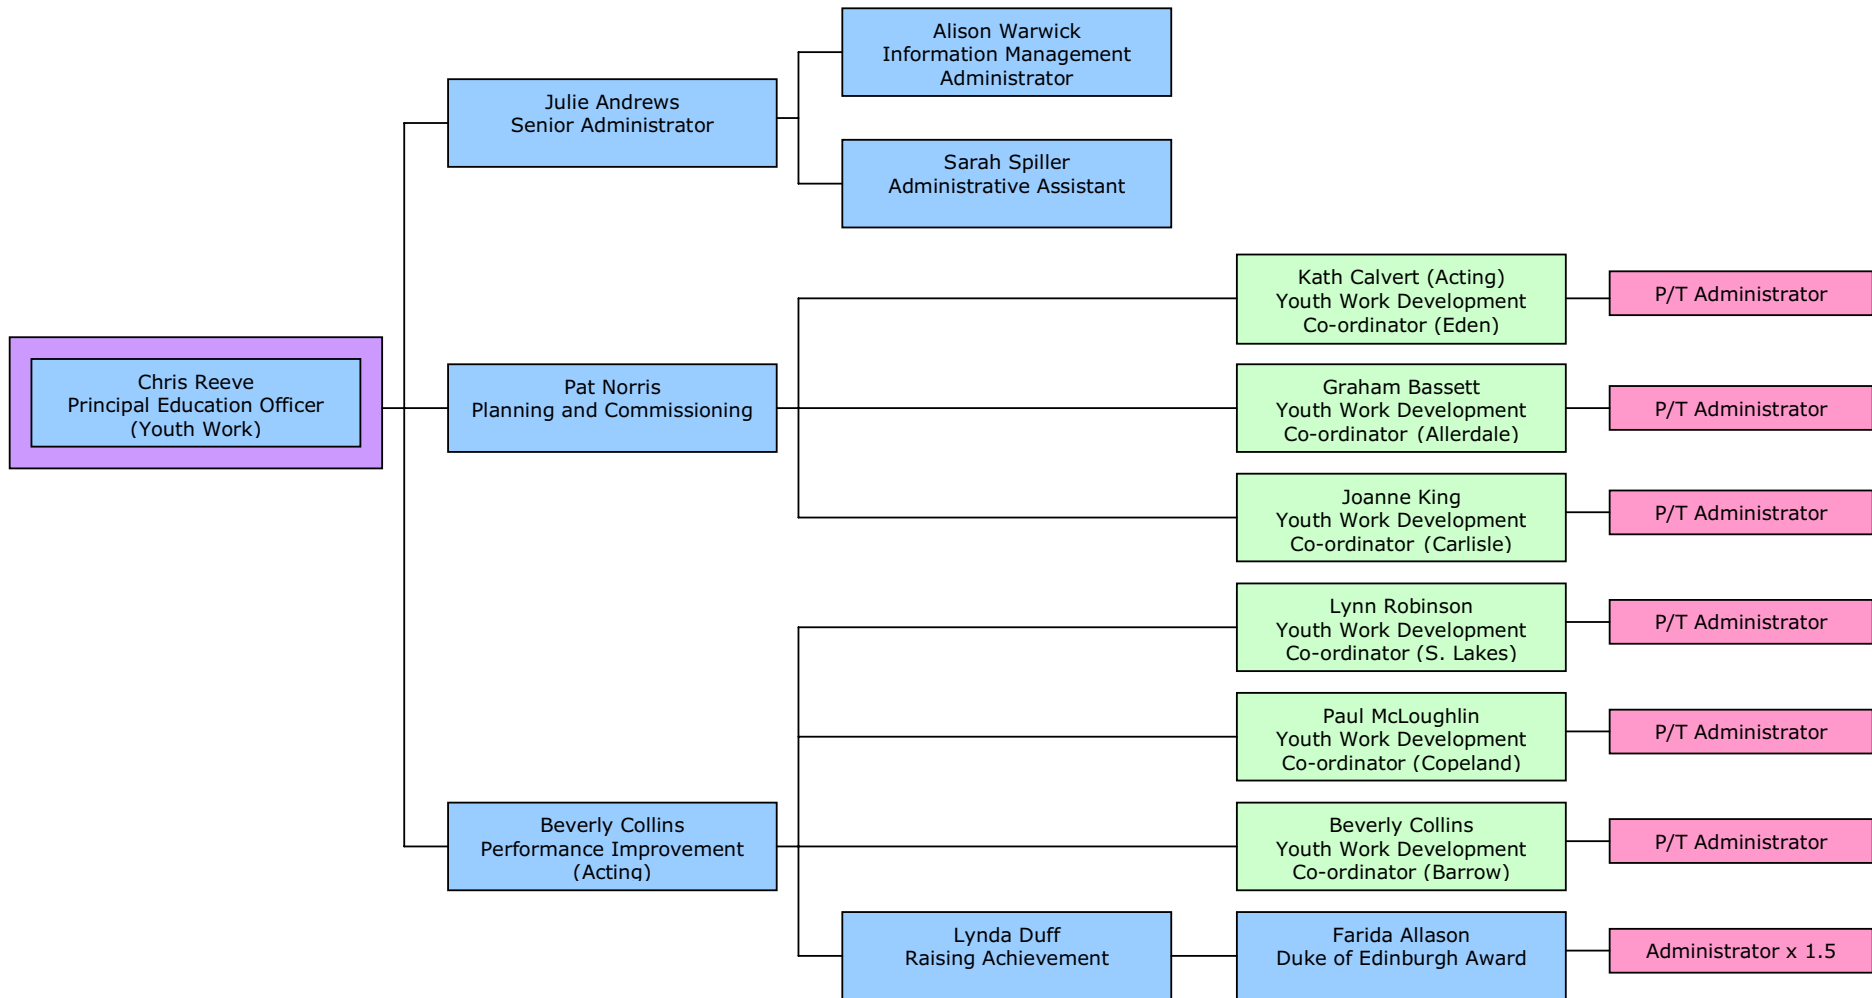 Alison Warwick
Information Management
Administrator
Julie Andrews
Senior Administrator
Sarah Spiller
Administrative Assistant
Kath Calvert (Acting)
Youth Work Development
Co-ordinator (Eden)
P/T Administrator
Chris Reeve
Principal Education Officer
(Youth Work)
Pat Norris
Planning and Commissioning
Graham Bassett
Youth Work Development
Co-ordinator (Allerdale)
P/T Administrator
Joanne King
Youth Work Development
Co-ordinator (Carlisle)
P/T Administrator
Lynn Robinson
Youth Work Development
Co-ordinator (S. Lakes)
P/T Administrator
Paul McLoughlin
Youth Work Development
Co-ordinator (Copeland)
P/T Administrator
Beverly Collins
Performance Improvement
(Acting)
Beverly Collins
Youth Work Development
Co-ordinator (Barrow)
P/T Administrator
Lynda Duff
Raising Achievement
Farida Allason
Duke of Edinburgh Award
Administrator x 1.5